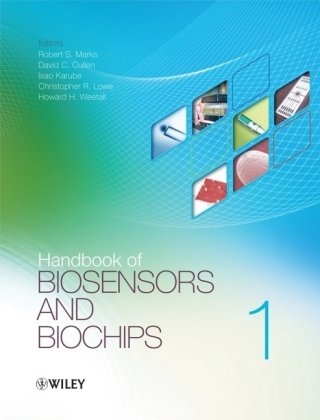 Editors
Robert S. Marks
David C. Cullen
Isao Karube
Christopher R. Lowe
Howard H. Weetall
Handbook of
BIOSENSORS
AND
BIOCHIPS
1
WILEY